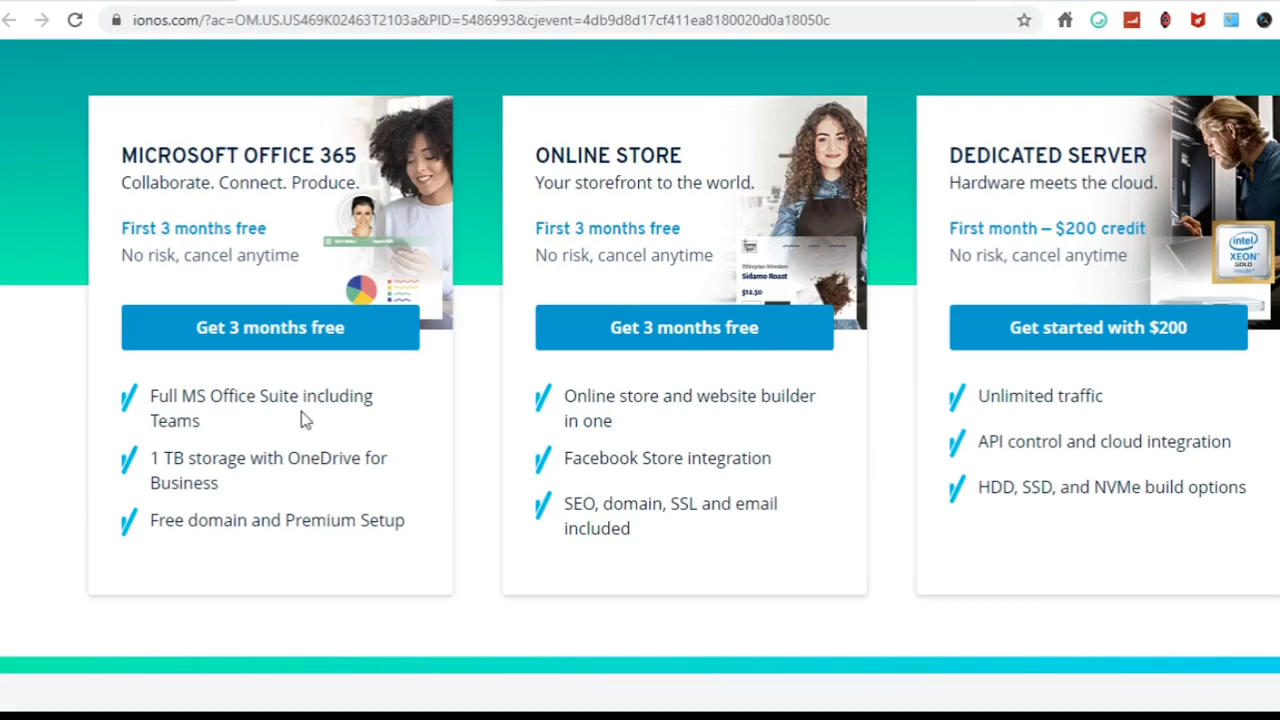 ionos.com/?ac=OM.US.US469K02463T2103a&PID=5486993&cjevent=4db9d8d17cf411ea8180020d0a18050c
MICROSOFT OFFICE 365
Collaborate. Connect. Produce.
First 3 months free
No risk, cancel anytime
Get 3 months free
Full MS Office Suite including
Teams
1 TB storage with OneDrive for
Business
Free domain and Premium Setup
ONLINE STORE
Your storefront to the world.
First 3 months free
No risk, cancel anytime
Ethiopian Wonders
Sidamo Roast
$12.50
Get 3 months free
Online store and website builder
in one
Facebook Store integration
SEO, domain, SSL and email
included
DEDICATED SERVER
Hardware meets the cloud.
First month – $200 credit
No risk, cancel anytime
intel
XEON
GOLD
inside™
Get started with $200
Unlimited traffic
API control and cloud integration
HDD, SSD, and NVMe build options